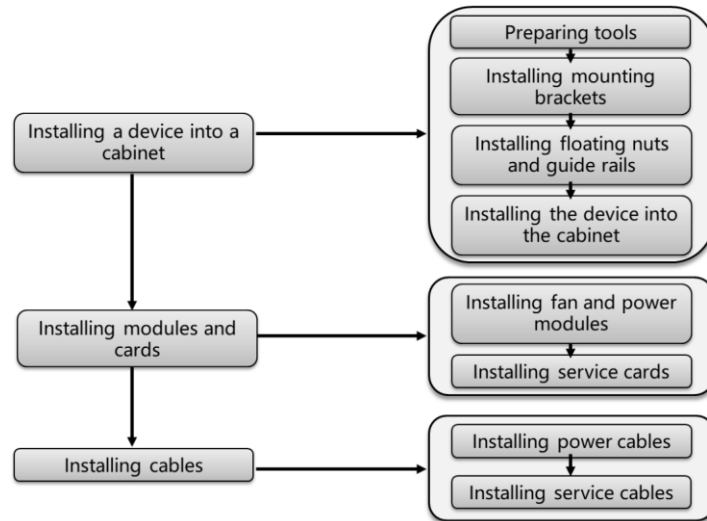 Preparing tools
Installing mounting
brackets
Installing a device into a
cabinet
Installing floating nuts
and guide rails
Installing the device into
the cabinet
Installing modules and
cards
Installing fan and power
modules
Installing service cards
Installing cables
Installing power cables
Installing service cables